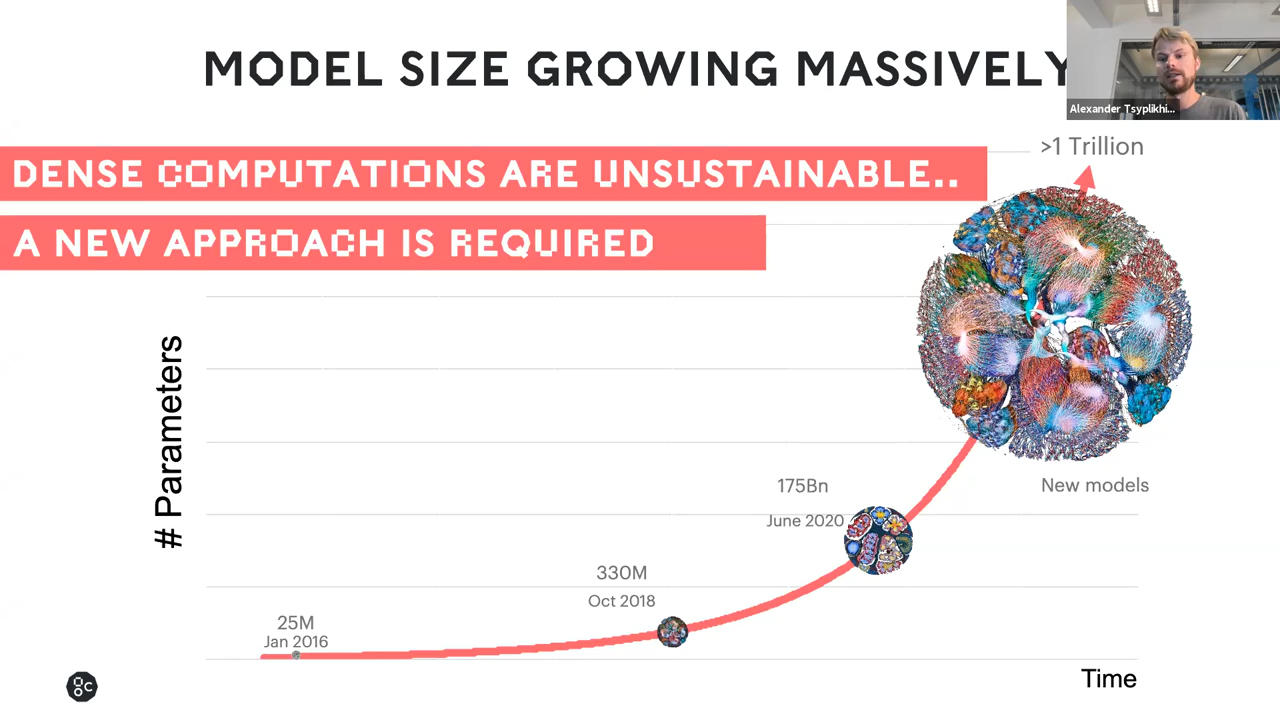 MODEL SIZE GROWING MASSIVELY
Alexander Tsyplikhi...
DENSE COMPUTATIONS ARE UNSUSTAINABLE..
A NEW APPROACH IS REQUIRED
>1 Trillion
# Parameters
175Bn
June 2020
New models
330M
Oct 2018
25M
Jan 2016
Time
gc